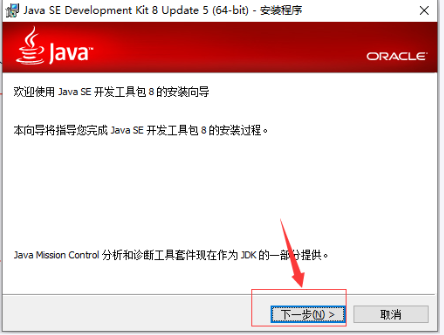 Java SE Development Kit 8 Update 5 (64-bit) - 安装程序
Java™
ORACLE®
欢迎使用 Java SE 开发工具包 8 的安装向导
本向导将指导您完成 Java SE 开发工具包 8 的安装过程。
Java Mission Control 分析和诊断工具套件现在作为 JDK 的一部分提供。
下一步(N) >
取消